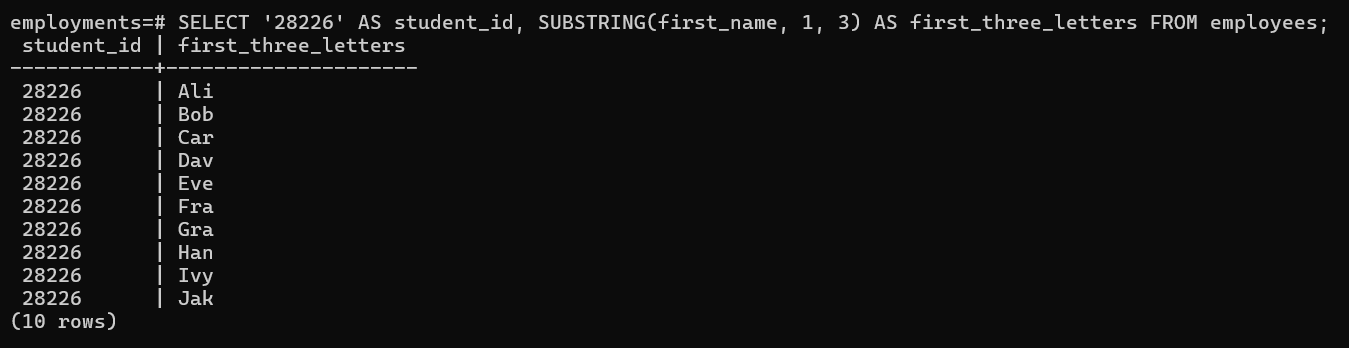 employments=# SELECT '28226' AS student_id, SUBSTRING(first_name, 1, 3) AS first_three_letters FROM employees;
 student_id | first_three_letters
------------+---------------------
 28226      | Ali
 28226      | Bob
 28226      | Car
 28226      | Dav
 28226      | Eve
 28226      | Fra
 28226      | Gra
 28226      | Han
 28226      | Ivy
 28226      | Jak
(10 rows)